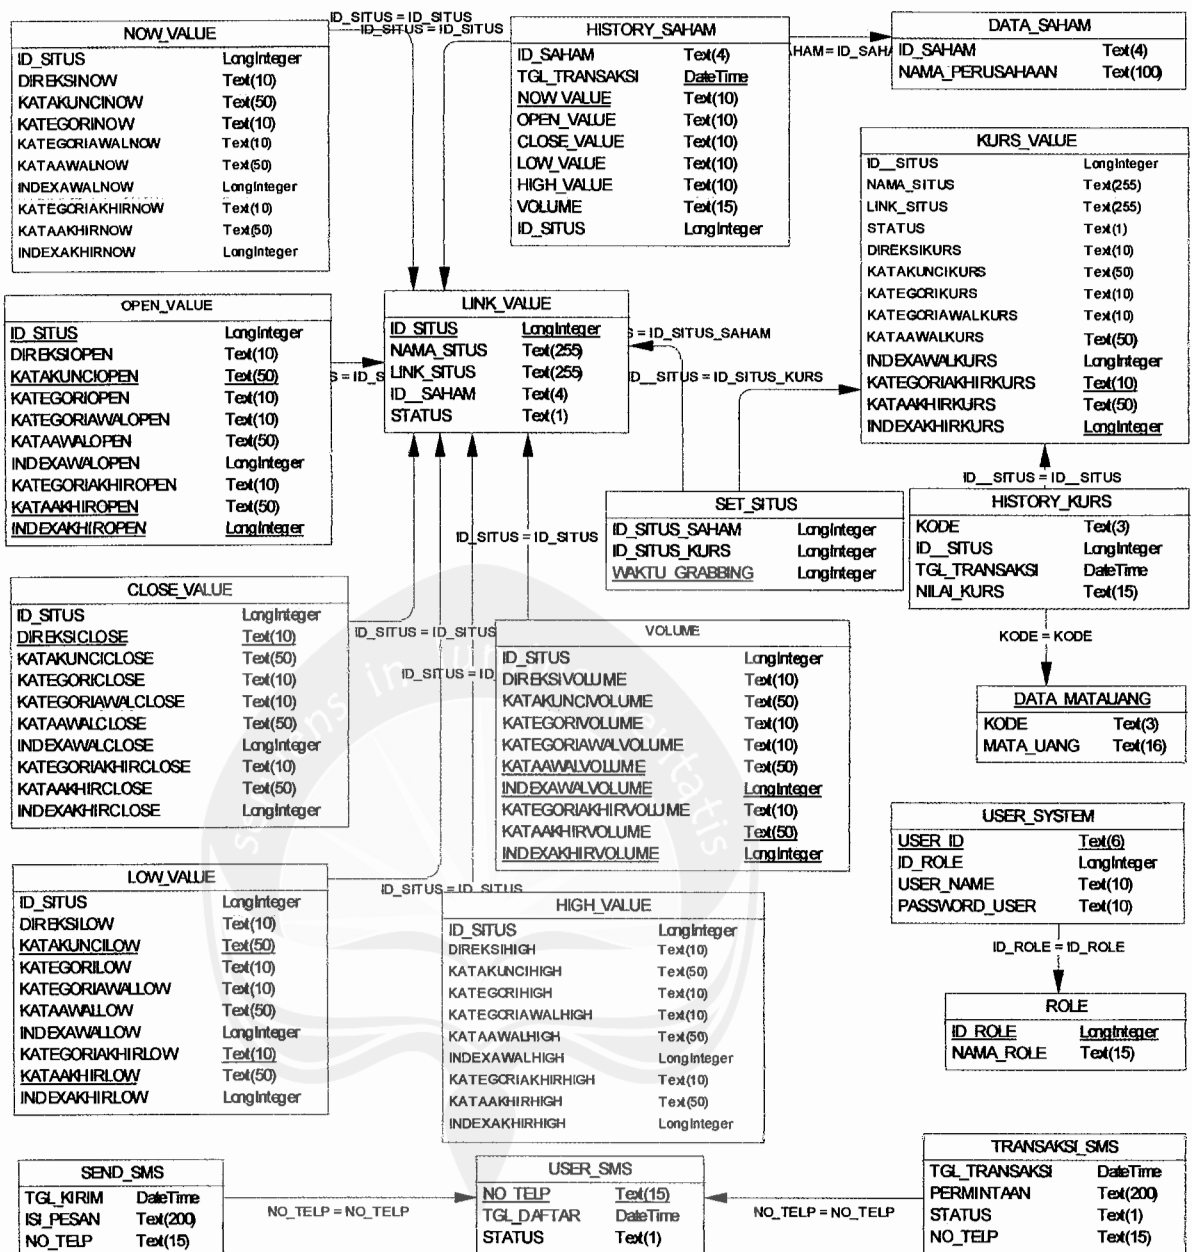 NOW_VALUE
ID_SITUS LongInteger
DIREKSINOW Text(10)
KATAKUNCINOW Text(50)
KATEGORINOW Text(10)
KATEGORIAWALNOW Text(10)
KATAAWALNOW Text(50)
INDEXAWALNOW LongInteger
KATEGORIAKHIRNOW Text(10)
KATAAKHIRNOW Text(50)
INDEXAKHIRNOW LongInteger
ID_SITUS = ID_SITUS
ID_SITUS = ID_SITUS
HISTORY_SAHAM
ID_SAHAM Text(4)
TGL_TRANSAKSI DateTime
NOW_VALUE Text(10)
OPEN_VALUE Text(10)
CLOSE_VALUE Text(10)
LOW_VALUE Text(10)
HIGH_VALUE Text(10)
VOLUME Text(15)
ID_SITUS LongInteger
AHAM = ID_SAHA
DATA_SAHAM
ID_SAHAM Text(4)
NAMA_PERUSAHAAN Text(100)
KURS_VALUE
ID__SITUS LongInteger
NAMA_SITUS Text(255)
LINK_SITUS Text(255)
STATUS Text(1)
DIREKSIKURS Text(10)
KATAKUNCIKURS Text(50)
KATEGORIKURS Text(10)
KATEGORIAWALKURS Text(10)
KATAAWALKURS Text(50)
INDEXAWALKURS LongInteger
KATEGORIAKHIRKURS Text(10)
KATAAKHIRKURS Text(50)
INDEXAKHIRKURS LongInteger
OPEN_VALUE
ID_SITUS LongInteger
DIREKSIOPEN Text(10)
KATAKUNCIOPEN Text(50)
KATEGORIOPEN Text(10)
KATEGORIAWALOPEN Text(10)
KATAAWALOPEN Text(50)
INDEXAWALOPEN LongInteger
KATEGORIAKHIROPEN Text(10)
KATAAKHIROPEN Text(50)
INDEXAKHIROPEN LongInteger
S = ID_S
LINK_VALUE
ID_SITUS LongInteger
NAMA_SITUS Text(255)
LINK_SITUS Text(255)
ID__SAHAM Text(4)
STATUS Text(1)
S = ID_SITUS_SAHAM
ID__SITUS = ID_SITUS_KURS
SET_SITUS
ID_SITUS_SAHAM LongInteger
ID_SITUS_KURS LongInteger
WAKTU_GRABBING LongInteger
ID__SITUS = ID__SITUS
HISTORY_KURS
KODE Text(3)
ID__SITUS LongInteger
TGL_TRANSAKSI DateTime
NILAI_KURS Text(15)
KODE = KODE
DATA_MATAUANG
KODE Text(3)
MATA_UANG Text(16)
ID_SITUS = ID_SITUS
CLOSE_VALUE
ID_SITUS LongInteger
DIREKSICLOSE Text(10)
KATAKUNCICLOSE Text(50)
KATEGORICLOSE Text(10)
KATEGORIAWALCLOSE Text(10)
KATAAWALCLOSE Text(50)
INDEXAWALCLOSE LongInteger
KATEGORIAKHIRCLOSE Text(10)
KATAAKHIRCLOSE Text(50)
INDEXAKHIRCLOSE LongInteger
ID_SITUS = ID_SITUS
ID_SITUS = ID_
VOLUME
ID_SITUS LongInteger
DIREKSIVOLUME Text(10)
KATAKUNCIVOLUME Text(50)
KATEGORIVOLUME Text(10)
KATEGORIAWALVOLUME Text(10)
KATAAWALVOLUME Text(50)
INDEXAWALVOLUME LongInteger
KATEGORIAKHIRVOLUME Text(10)
KATAAKHIRVOLUME Text(50)
INDEXAKHIRVOLUME LongInteger
USER_SYSTEM
USER_ID Text(6)
ID_ROLE LongInteger
USER_NAME Text(10)
PASSWORD_USER Text(10)
ID_ROLE = ID_ROLE
ROLE
ID_ROLE LongInteger
NAMA_ROLE Text(15)
LOW_VALUE
ID_SITUS LongInteger
DIREKSILOW Text(10)
KATAKUNCILOW Text(50)
KATEGORILOW Text(10)
KATEGORIAWALLOW Text(10)
KATAAWALLOW Text(50)
INDEXAWALLOW LongInteger
KATEGORIAKHIRLOW Text(10)
KATAAKHIRLOW Text(50)
INDEXAKHIRLOW LongInteger
ID_SITUS = ID_SITUS
HIGH_VALUE
ID_SITUS LongInteger
DIREKSIHIGH Text(10)
KATAKUNCIHIGH Text(50)
KATEGORIHIGH Text(10)
KATEGORIAWALHIGH Text(10)
KATAAWALHIGH Text(50)
INDEXAWALHIGH LongInteger
KATEGORIAKHIRHIGH Text(10)
KATAAKHIRHIGH Text(50)
INDEXAKHIRHIGH LongInteger
SEND_SMS
TGL_KIRIM DateTime
ISI_PESAN Text(200)
NO_TELP Text(15)
NO_TELP = NO_TELP
USER_SMS
NO_TELP Text(15)
TGL_DAFTAR DateTime
STATUS Text(1)
NO_TELP = NO_TELP
TRANSAKSI_SMS
TGL_TRANSAKSI DateTime
PERMINTAAN Text(200)
STATUS Text(1)
NO_TELP Text(15)